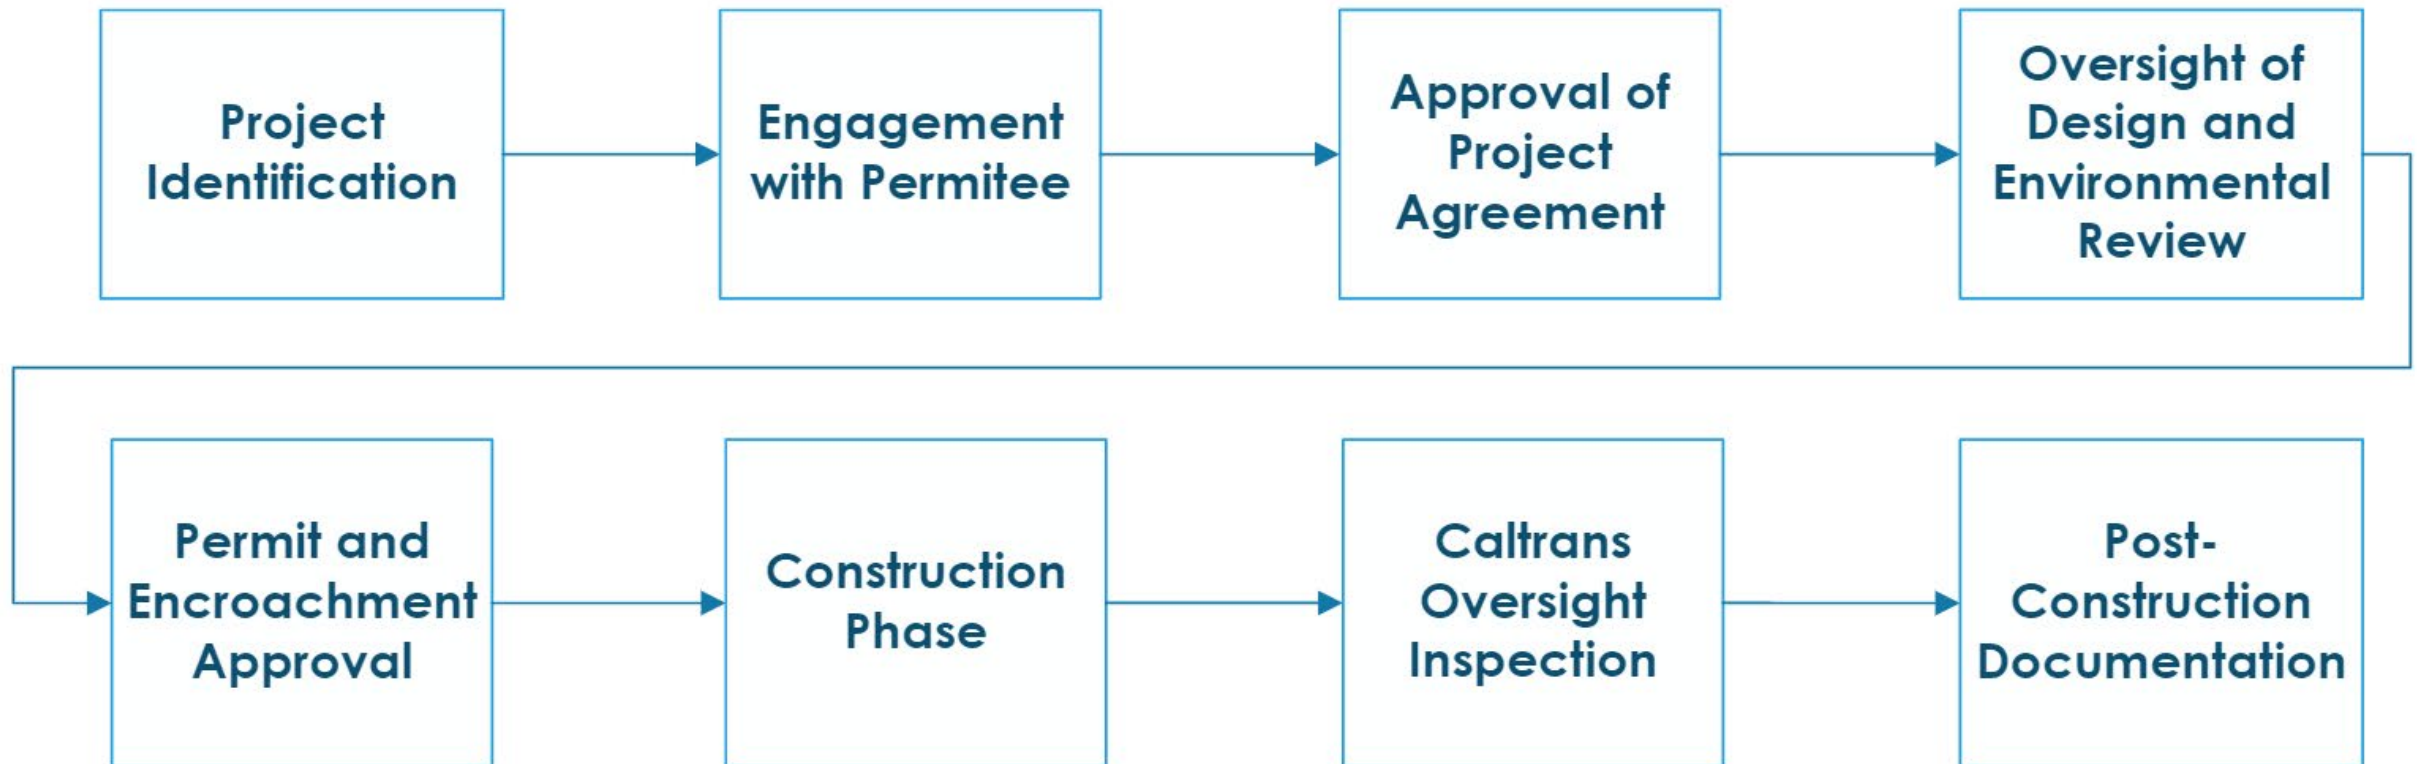 Project
Identification
Engagement
with Permitee
Approval of
Project
Agreement
Oversight of
Design and
Environmental
Review
Permit and
Encroachment
Approval
Construction
Phase
Caltrans
Oversight
Inspection
Post-
Construction
Documentation